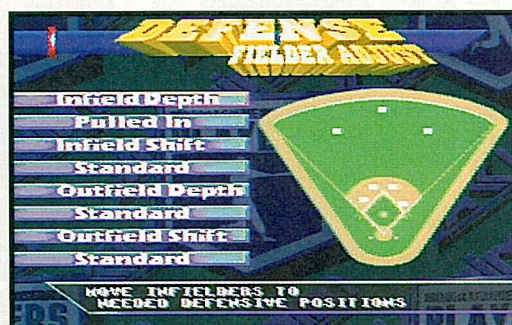 DEFENSE
FIELDER ADJUST
Infield Depth
Pulled In
Infield Shift
Standard
Outfield Depth
Standard
Outfield Shift
Standard
MOVE INFIELDERS TO
NEEDED DEFENSIVE POSITIONS